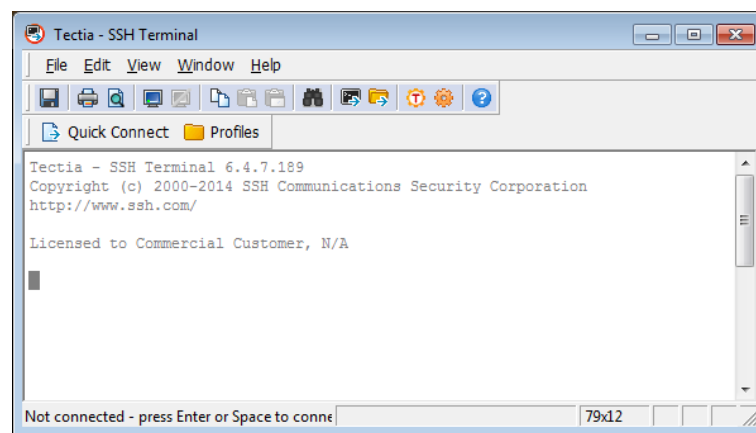 Tectia - SSH Terminal
File Edit View Window Help
Quick Connect Profiles
Tectia - SSH Terminal 6.4.7.189
Copyright (c) 2000-2014 SSH Communications Security Corporation
http://www.ssh.com/
Licensed to Commercial Customer, N/A
Not connected - press Enter or Space to conne 79x12